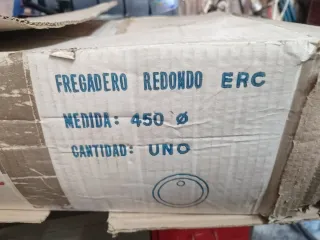 FREGADERO REDONDO ERC
MEDIDA: 450 Ø
CANTIDAD: UNO